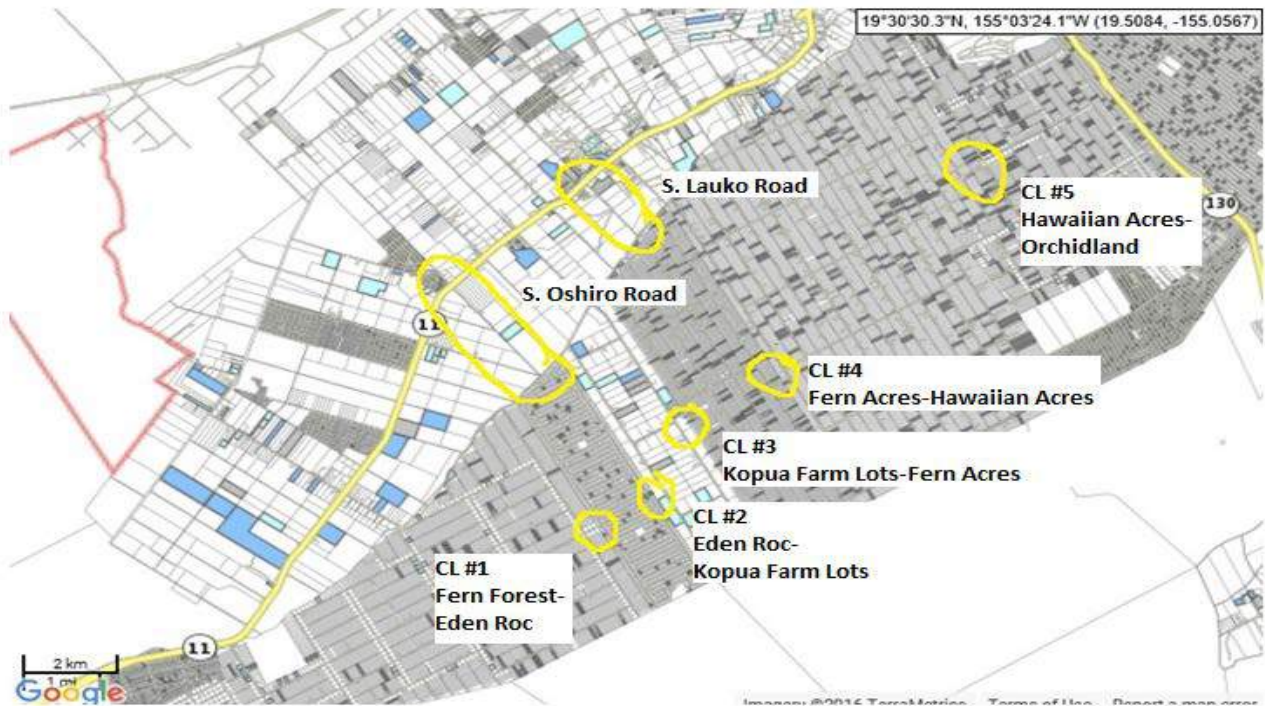 19°30'30.3"N, 155°03'24.1"W (19.5084, -155.0567)
S. Lauko Road
CL #5
Hawaiian Acres-
Orchidland
130
S. Oshiro Road
11
CL #4
Fern Acres-Hawaiian Acres
CL #3
Kopua Farm Lots-Fern Acres
CL #2
Eden Roc-
Kopua Farm Lots
CL #1
Fern Forest-
Eden Roc
11
2 km
1 mi
Google
Imagery ©2016 TerraMetrics Terms of Use Report a map error